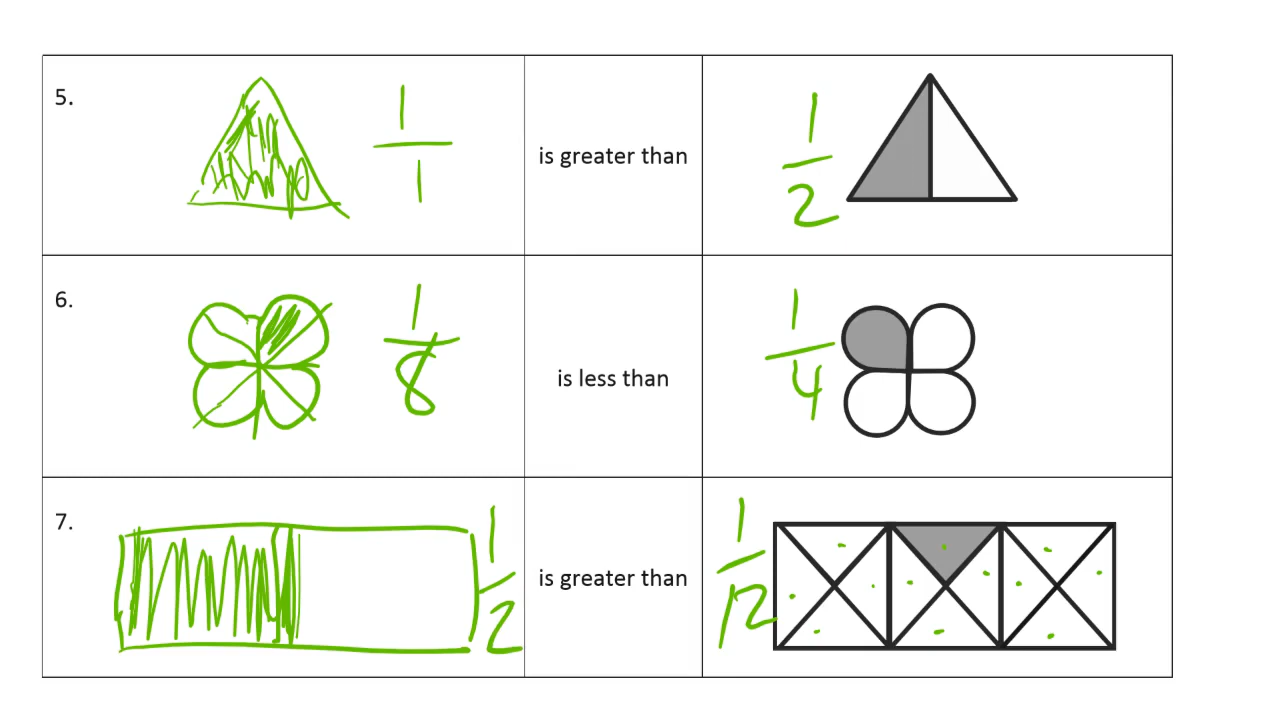 5. 1/1 is greater than 1/2
6. 1/8 is less than 1/4
7. 1/2 is greater than 1/12